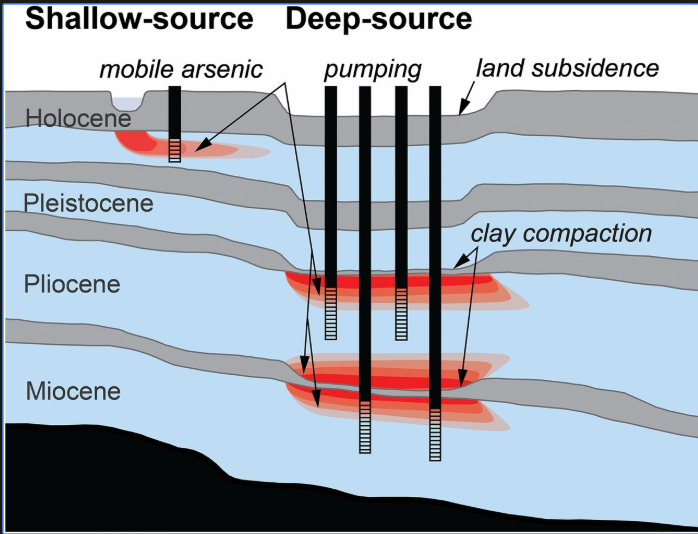 Shallow-source Deep-source
mobile arsenic pumping land subsidence
Holocene
Pleistocene
clay compaction
Pliocene
Miocene